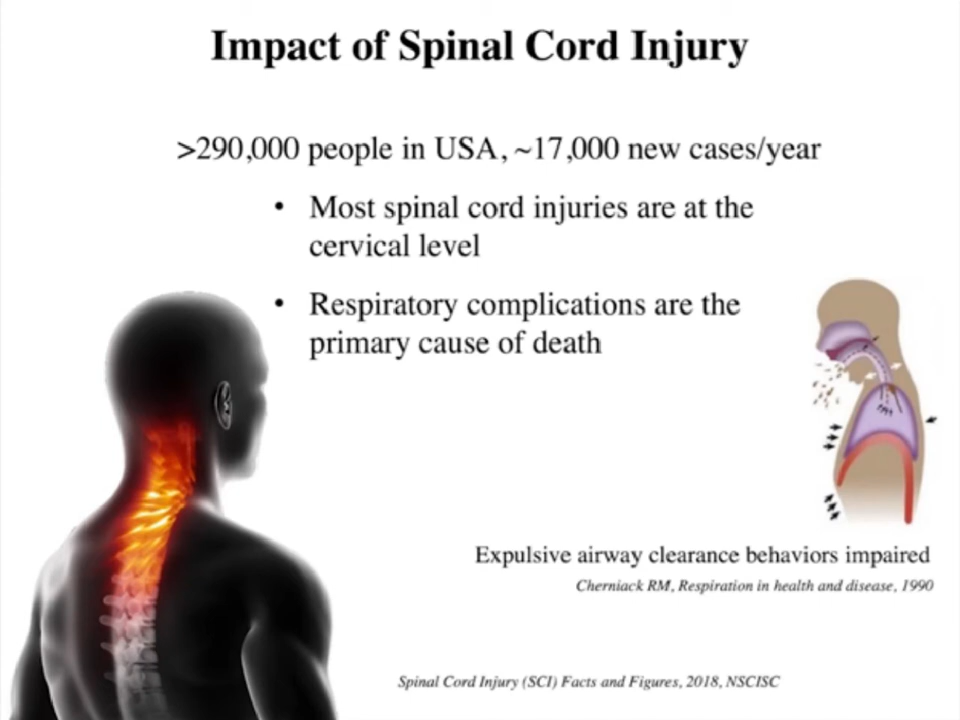 Impact of Spinal Cord Injury
>290,000 people in USA, ~17,000 new cases/year
• Most spinal cord injuries are at the
cervical level
• Respiratory complications are the
primary cause of death
Expulsive airway clearance behaviors impaired
Cherniack RM, Respiration in health and disease, 1990
Spinal Cord Injury (SCI) Facts and Figures, 2018, NSCISC